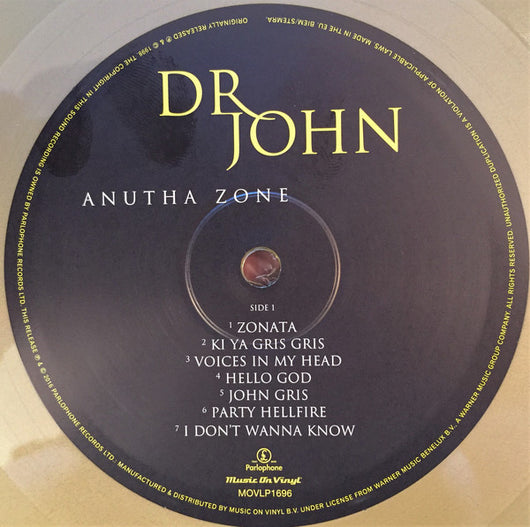 DR JOHN
ANUTHA ZONE
SIDE 1
1 ZONATA
2 KI YA GRIS GRIS
3 VOICES IN MY HEAD
4 HELLO GOD
5 JOHN GRIS
6 PARTY HELLFIRE
7 I DON'T WANNA KNOW
Parlophone
Music On Vinyl
MOVLP1696
ORIGINALLY RELEASED ℗ & © 1998. THE COPYRIGHT IN THIS SOUND RECORDING IS OWNED BY PARLOPHONE RECORDS LTD. THIS RELEASE ℗ & © 2016 PARLOPHONE RECORDS LTD. MANUFACTURED & DISTRIBUTED BY MUSIC ON VINYL B.V. UNDER LICENSE FROM WARNER MUSIC BENELUX B.V., A WARNER MUSIC GROUP COMPANY. ALL RIGHTS RESERVED. UNAUTHORIZED DUPLICATION IS A VIOLATION OF APPLICABLE LAWS. MADE IN THE EU. BIEM/STEMRA.